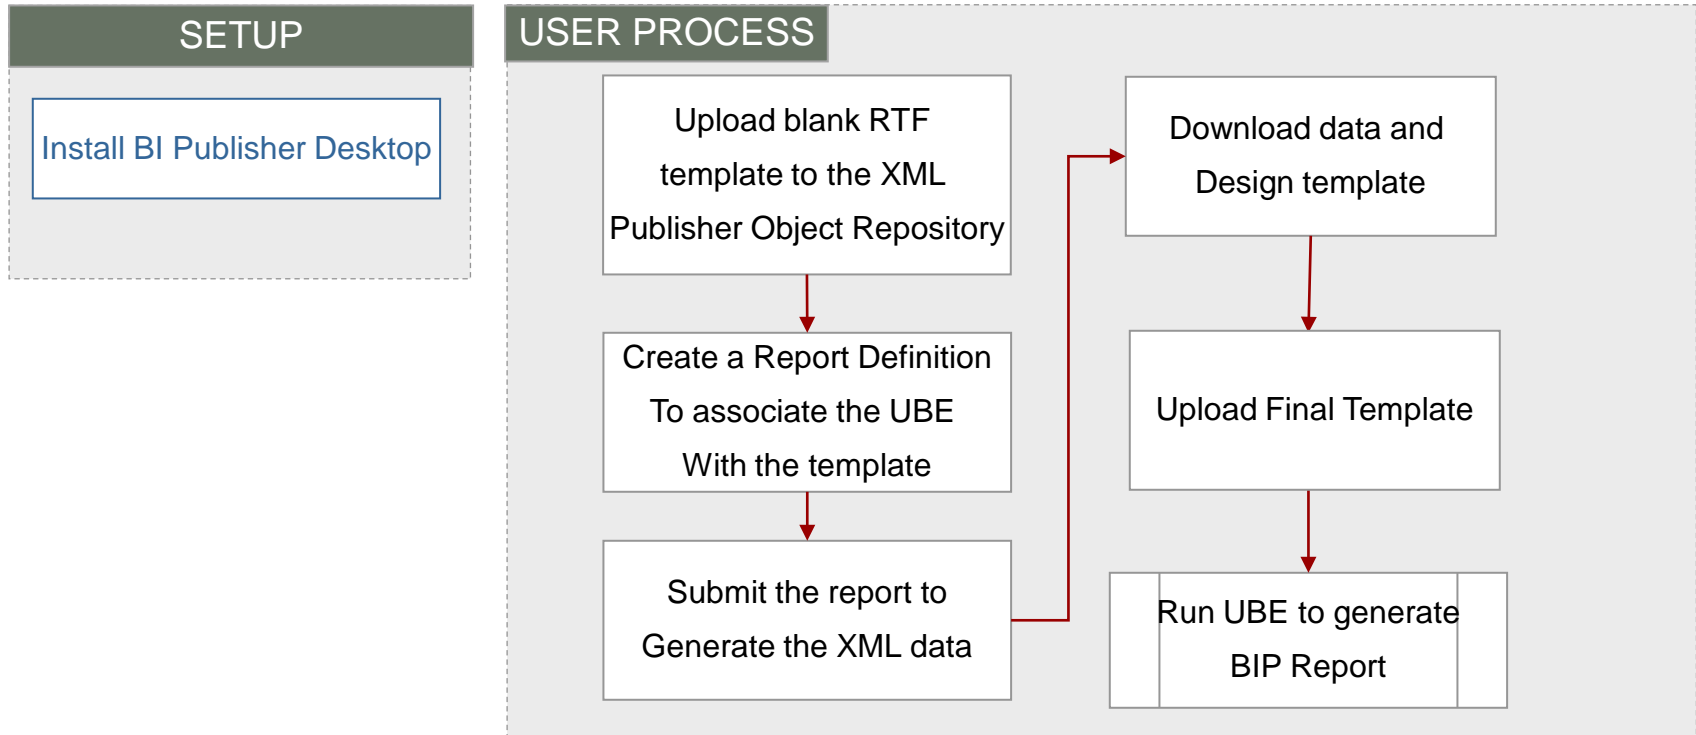 SETUP
Install BI Publisher Desktop
USER PROCESS
Upload blank RTF
template to the XML
Publisher Object Repository
Create a Report Definition
To associate the UBE
With the template
Submit the report to
Generate the XML data
Download data and
Design template
Upload Final Template
Run UBE to generate
BIP Report